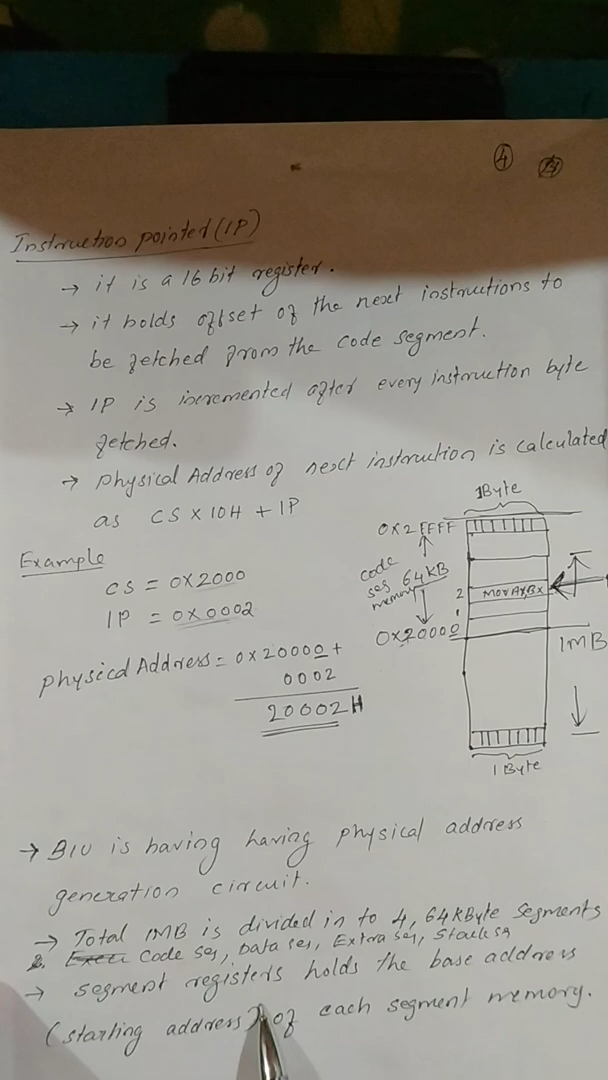 4
14
Instruction pointed (IP)
→ it is a 16 bit register.
→ it holds offset of the next instructions to
be fetched from the code segment.
→ IP is incremented after every instruction byte
fetched.
→ physical Address of next instruction is calculated
as CS X 10H + IP
Example
CS = 0X2000
IP = 0X0002
physical Address = 0X20000 +
0002
20002H
1Byte
0X2FFFF
code
seg 64KB
memory
2 MOV AX,BX
1
0X20000
1MB
1 Byte
→ BIU is having having physical address
generation circuit.
→ Total 1MB is divided in to 4, 64kByte segments
Code seg, Data seg, Extra seg, Stack sg
→ segment registers holds the base address
(starting address) of each segment memory.